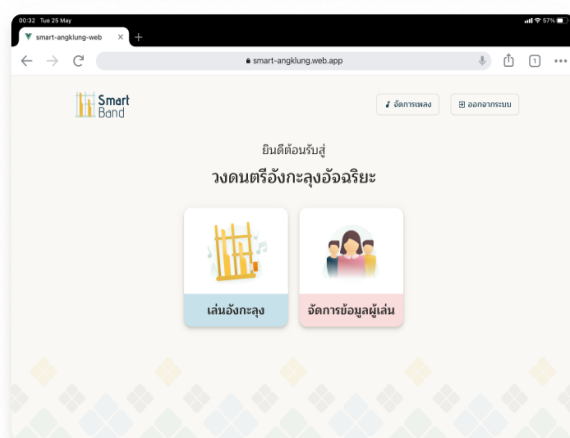 00:32 Tue 25 May
57%
smart-angklung-web
smart-angklung.web.app
1
Smart
Band
จัดการเพลง
ออกจากระบบ
ยินดีต้อนรับสู่
วงดนตรีอังกะลุงอัจฉริยะ
เล่นอังกะลุง
จัดการข้อมูลผู้เล่น